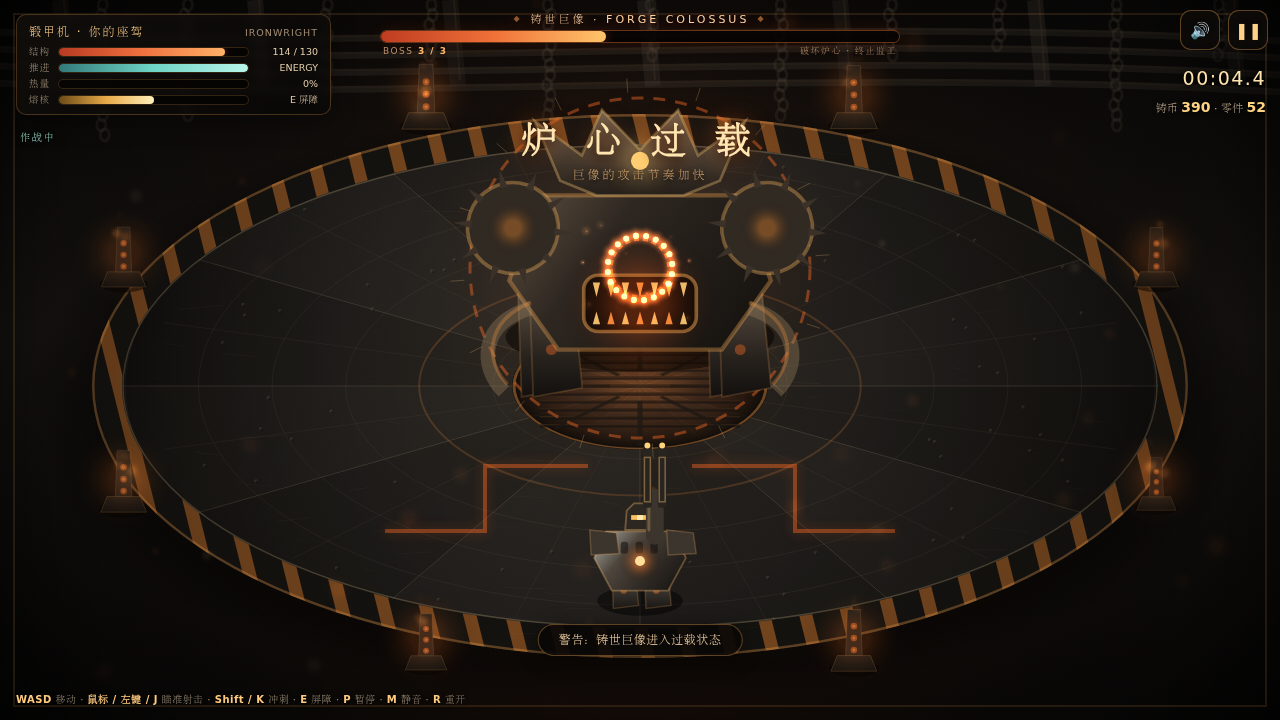 锻甲机 · 你的座驾 IRONWRIGHT
结构 114 / 130
推进 ENERGY
热量 0%
熔核 E 屏障
作战中
◆ 铸世巨像 · FORGE COLOSSUS ◆
BOSS 3 / 3 破坏炉心 · 终止监工
00:04.4
铸币 390 · 零件 52
炉心过载
巨像的攻击节奏加快
警告: 铸世巨像进入过载状态
WASD 移动 · 鼠标 / 左键 / J 瞄准射击 · Shift / K 冲刺 · E 屏障 · P 暂停 · M 静音 · R 重开